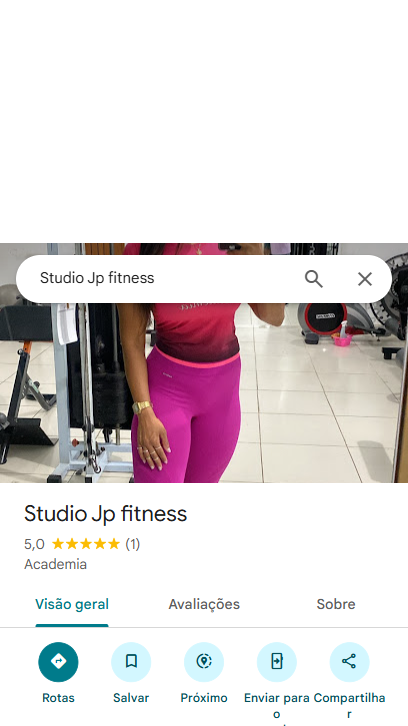 Studio Jp fitness
Studio Jp fitness
5,0 (1)
Academia
Visão geral Avaliações Sobre
Rotas Salvar Próximo Enviar para Compartilha
o r